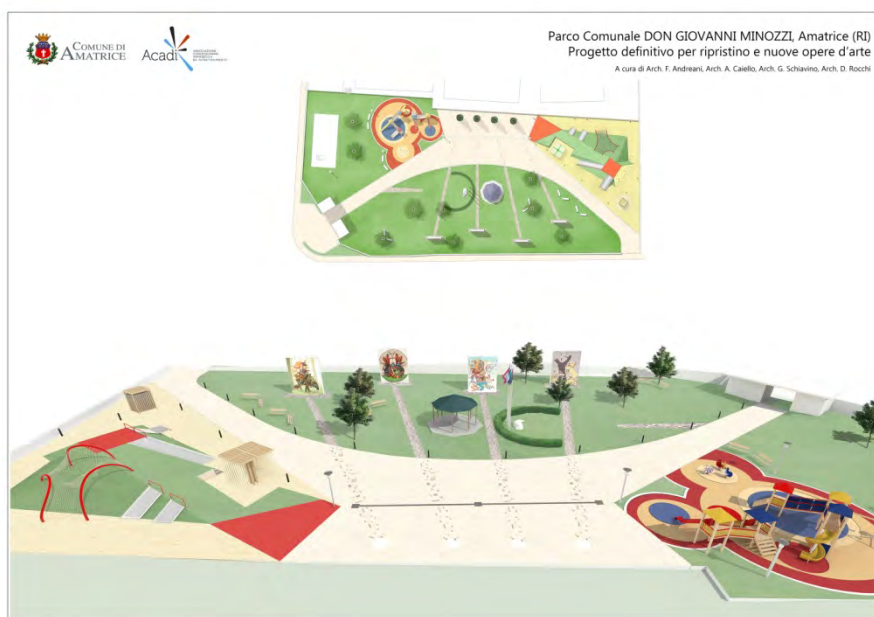 COMUNE DI
AMATRICE
Acadi
Parco Comunale DON GIOVANNI MINOZZI, Amatrice (RI)
Progetto definitivo per ripristino e nuove opere d'arte
A cura di Arch. F. Andreani, Arch. A. Caiello, Arch. G. Schiavino, Arch. D. Rocchi